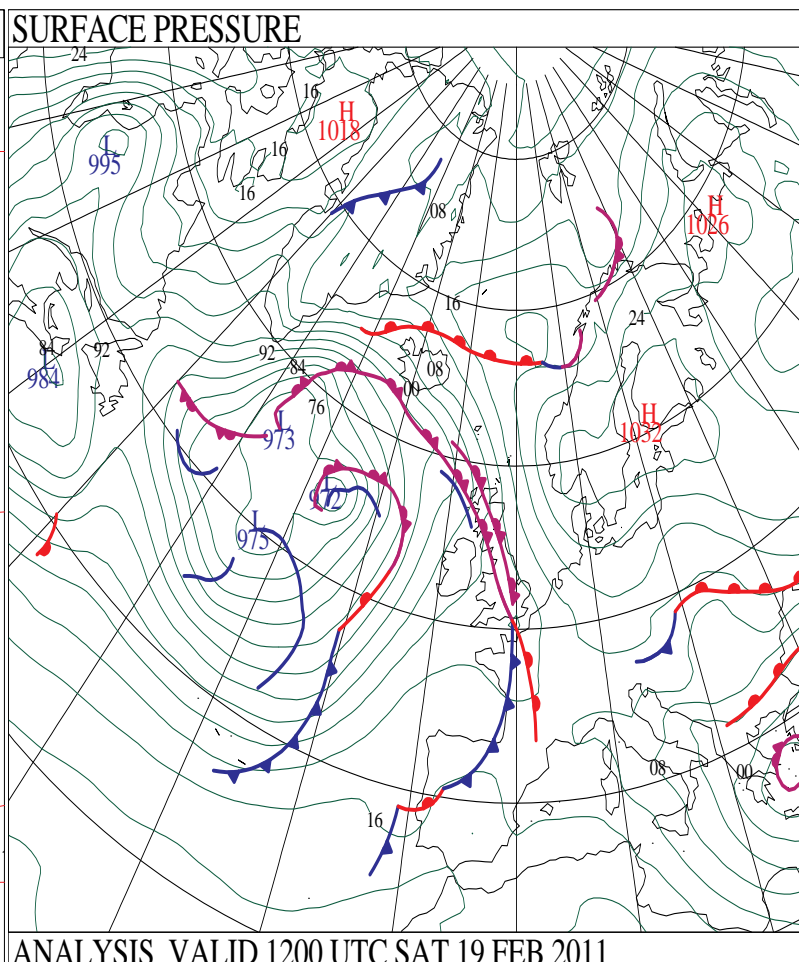 SURFACE PRESSURE
24
16
H
1018
L
995
16
16
H
1026
08
16
24
84
92
92
L
984
84
08
00
76
H
1032
L
973
L
972
L
975
08
00
16
ANALYSIS VALID 1200 UTC SAT 19 FEB 2011